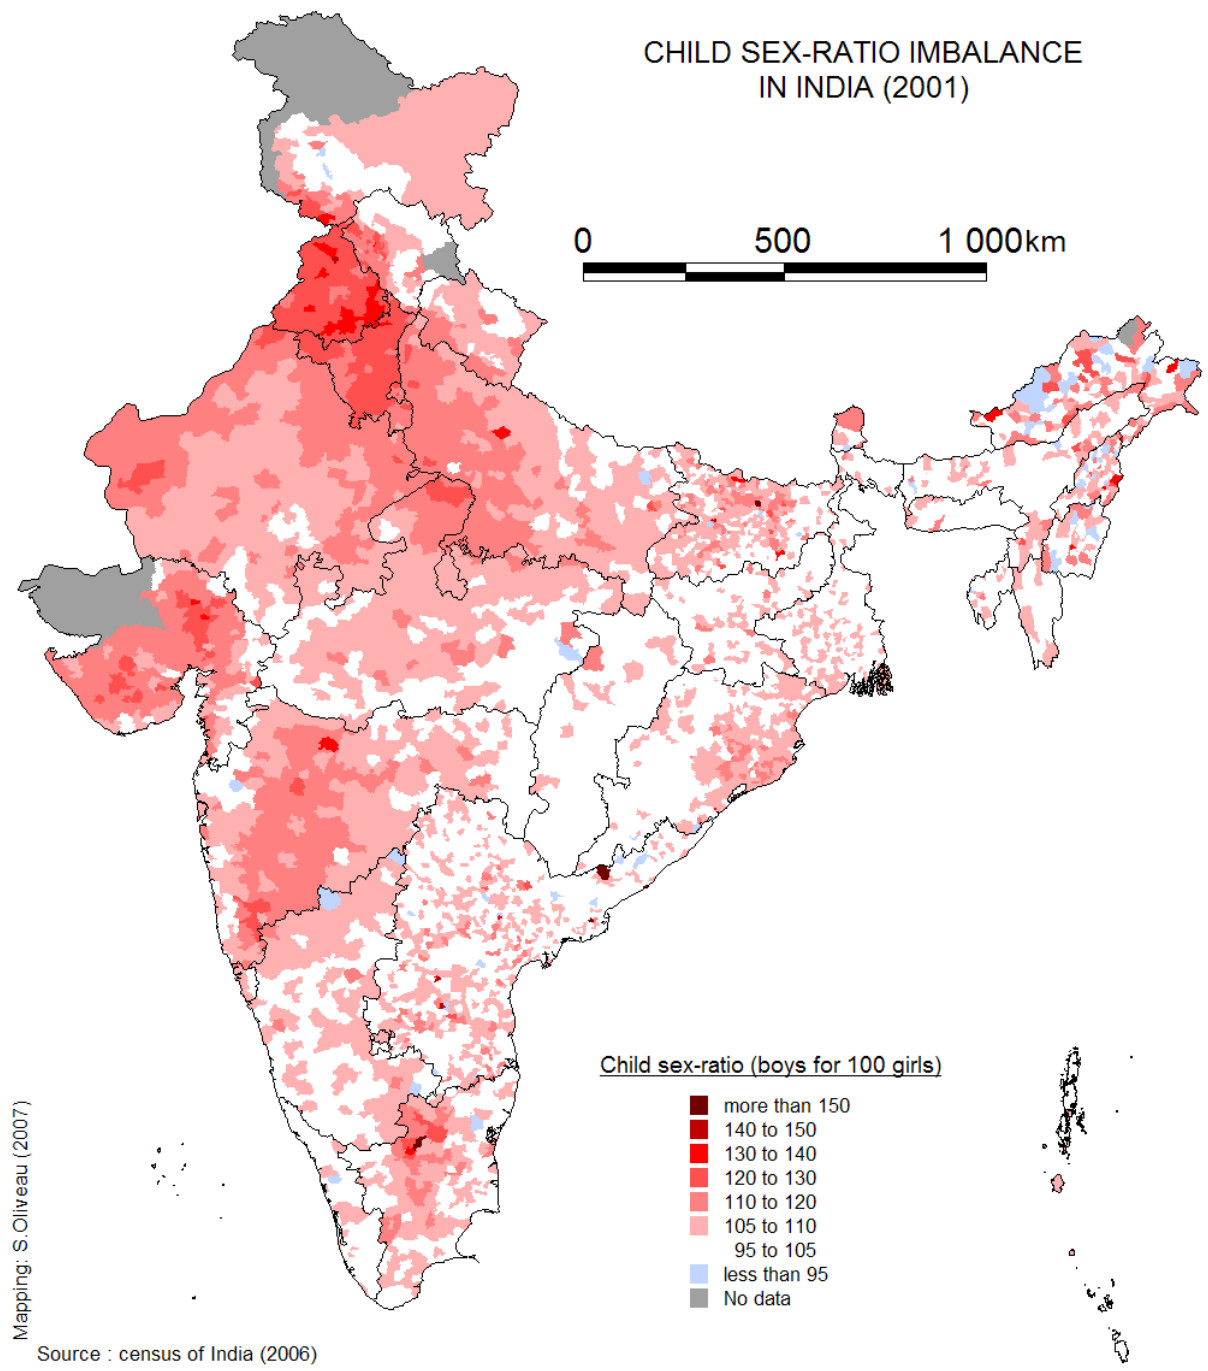 CHILD SEX-RATIO IMBALANCE
IN INDIA (2001)
0 500 1 000km
Child sex-ratio (boys for 100 girls)
more than 150
140 to 150
130 to 140
120 to 130
110 to 120
105 to 110
95 to 105
less than 95
No data
Mapping: S.Oliveau (2007)
Source : census of India (2006)